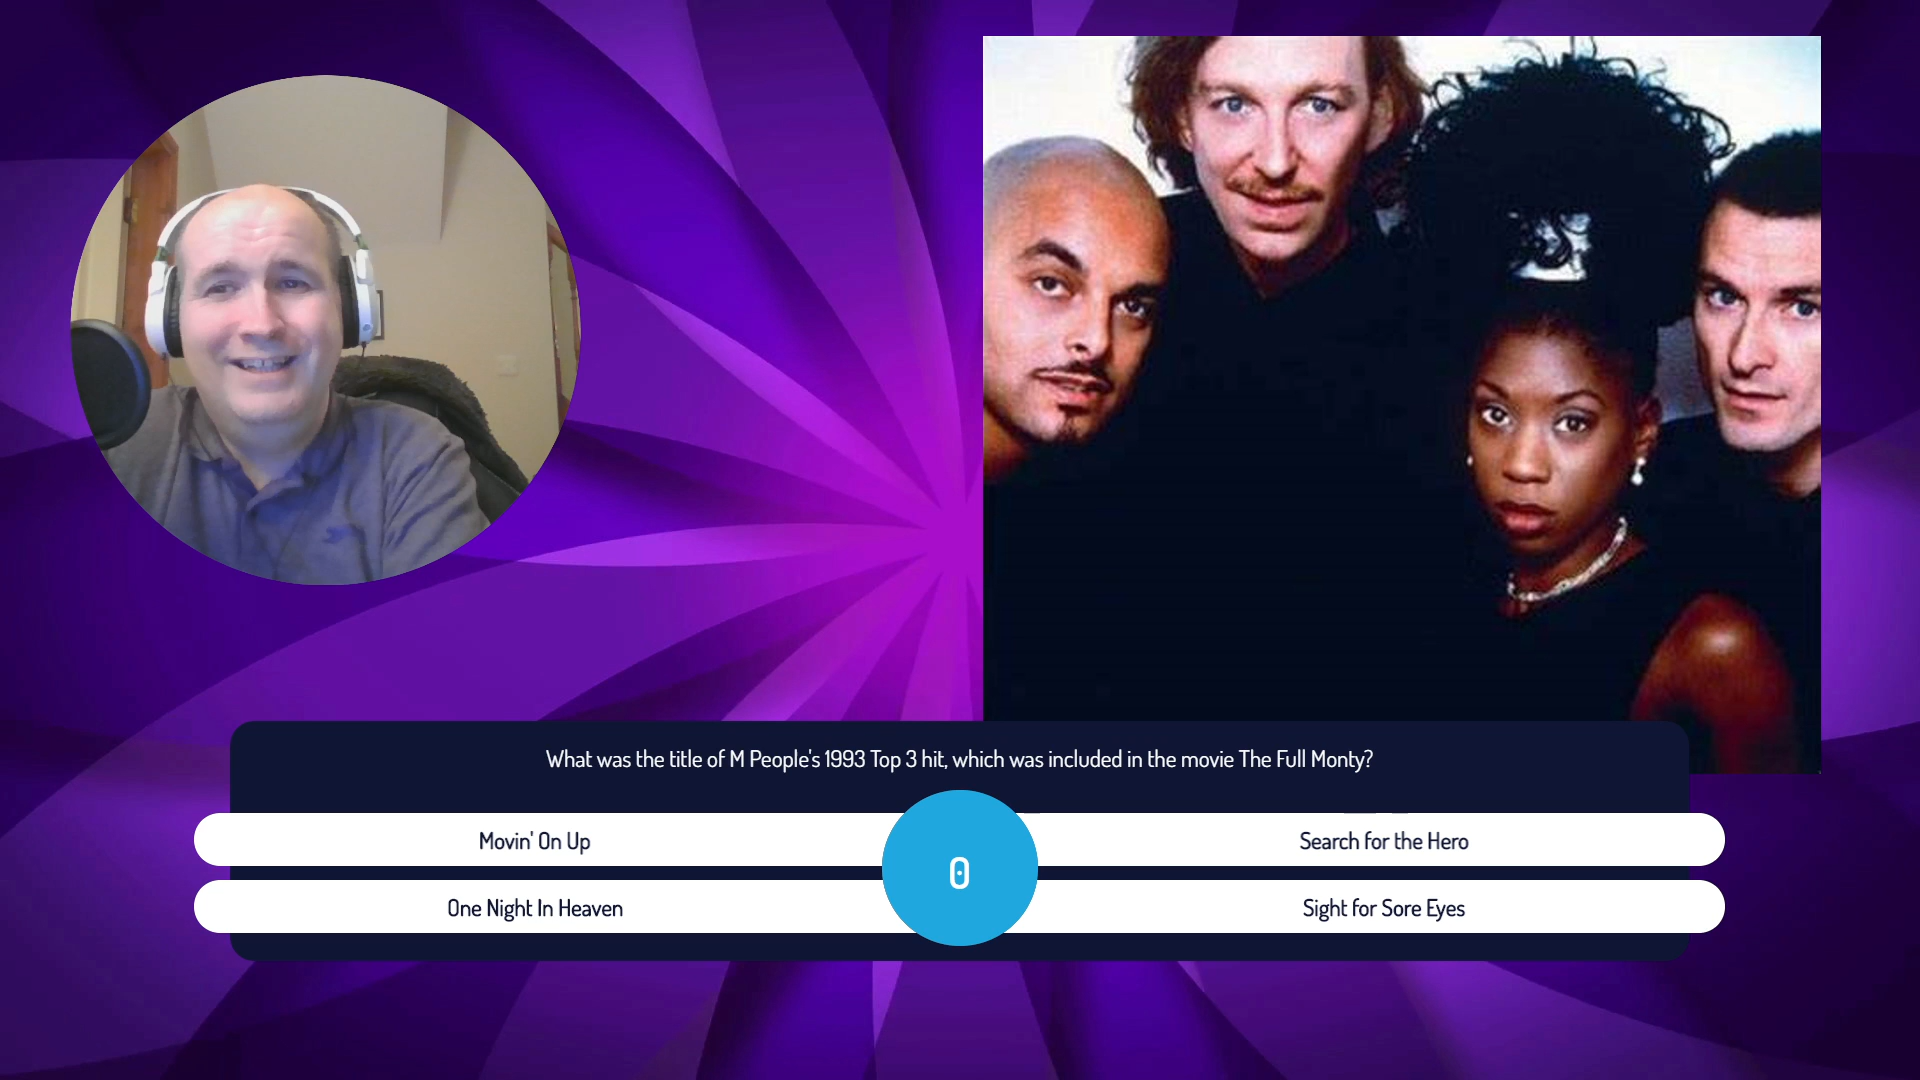 What was the title of M People's 1993 Top 3 hit, which was included in the movie The Full Monty?
Movin' On Up
Search for the Hero
0
One Night In Heaven
Sight for Sore Eyes